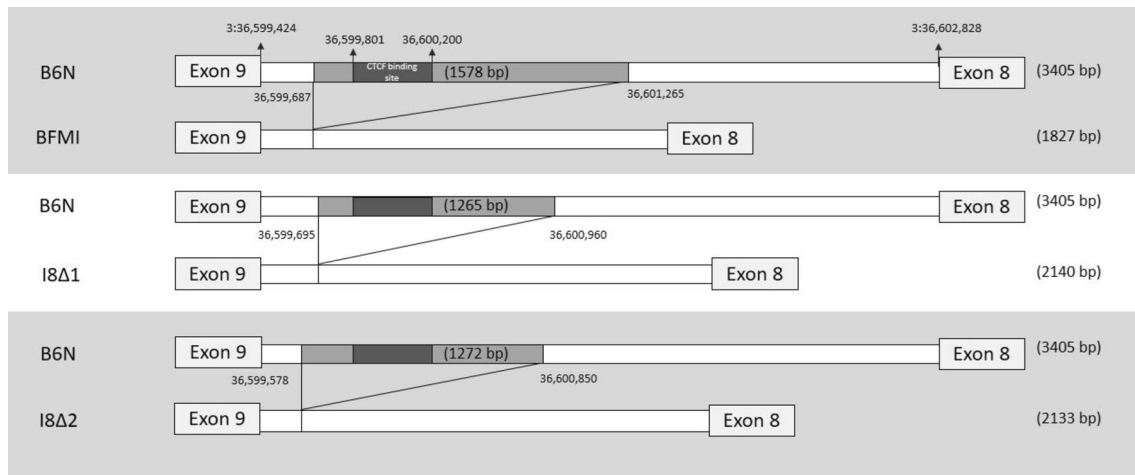 3:36,599,424
36,599,801
36,600,200
3:36,602,828
B6N
Exon 9
CTCF binding
site
(1578 bp)
Exon 8
(3405 bp)
36,599,687
36,601,265
BFMI
Exon 9
Exon 8
(1827 bp)
B6N
Exon 9
(1265 bp)
Exon 8
(3405 bp)
36,599,695
36,600,960
I8Δ1
Exon 9
Exon 8
(2140 bp)
B6N
Exon 9
(1272 bp)
Exon 8
(3405 bp)
36,599,578
36,600,850
I8Δ2
Exon 9
Exon 8
(2133 bp)